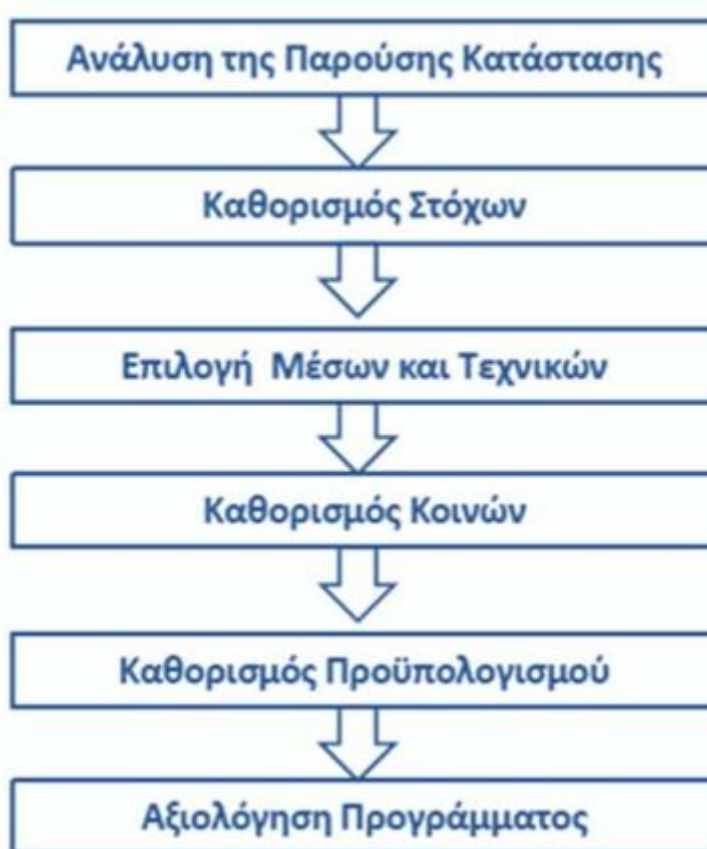 Ανάλυση της Παρούσης Κατάστασης
Καθορισμός Στόχων
Επιλογή Μέσων και Τεχνικών
Καθορισμός Κοινών
Καθορισμός Προϋπολογισμού
Αξιολόγηση Προγράμματος